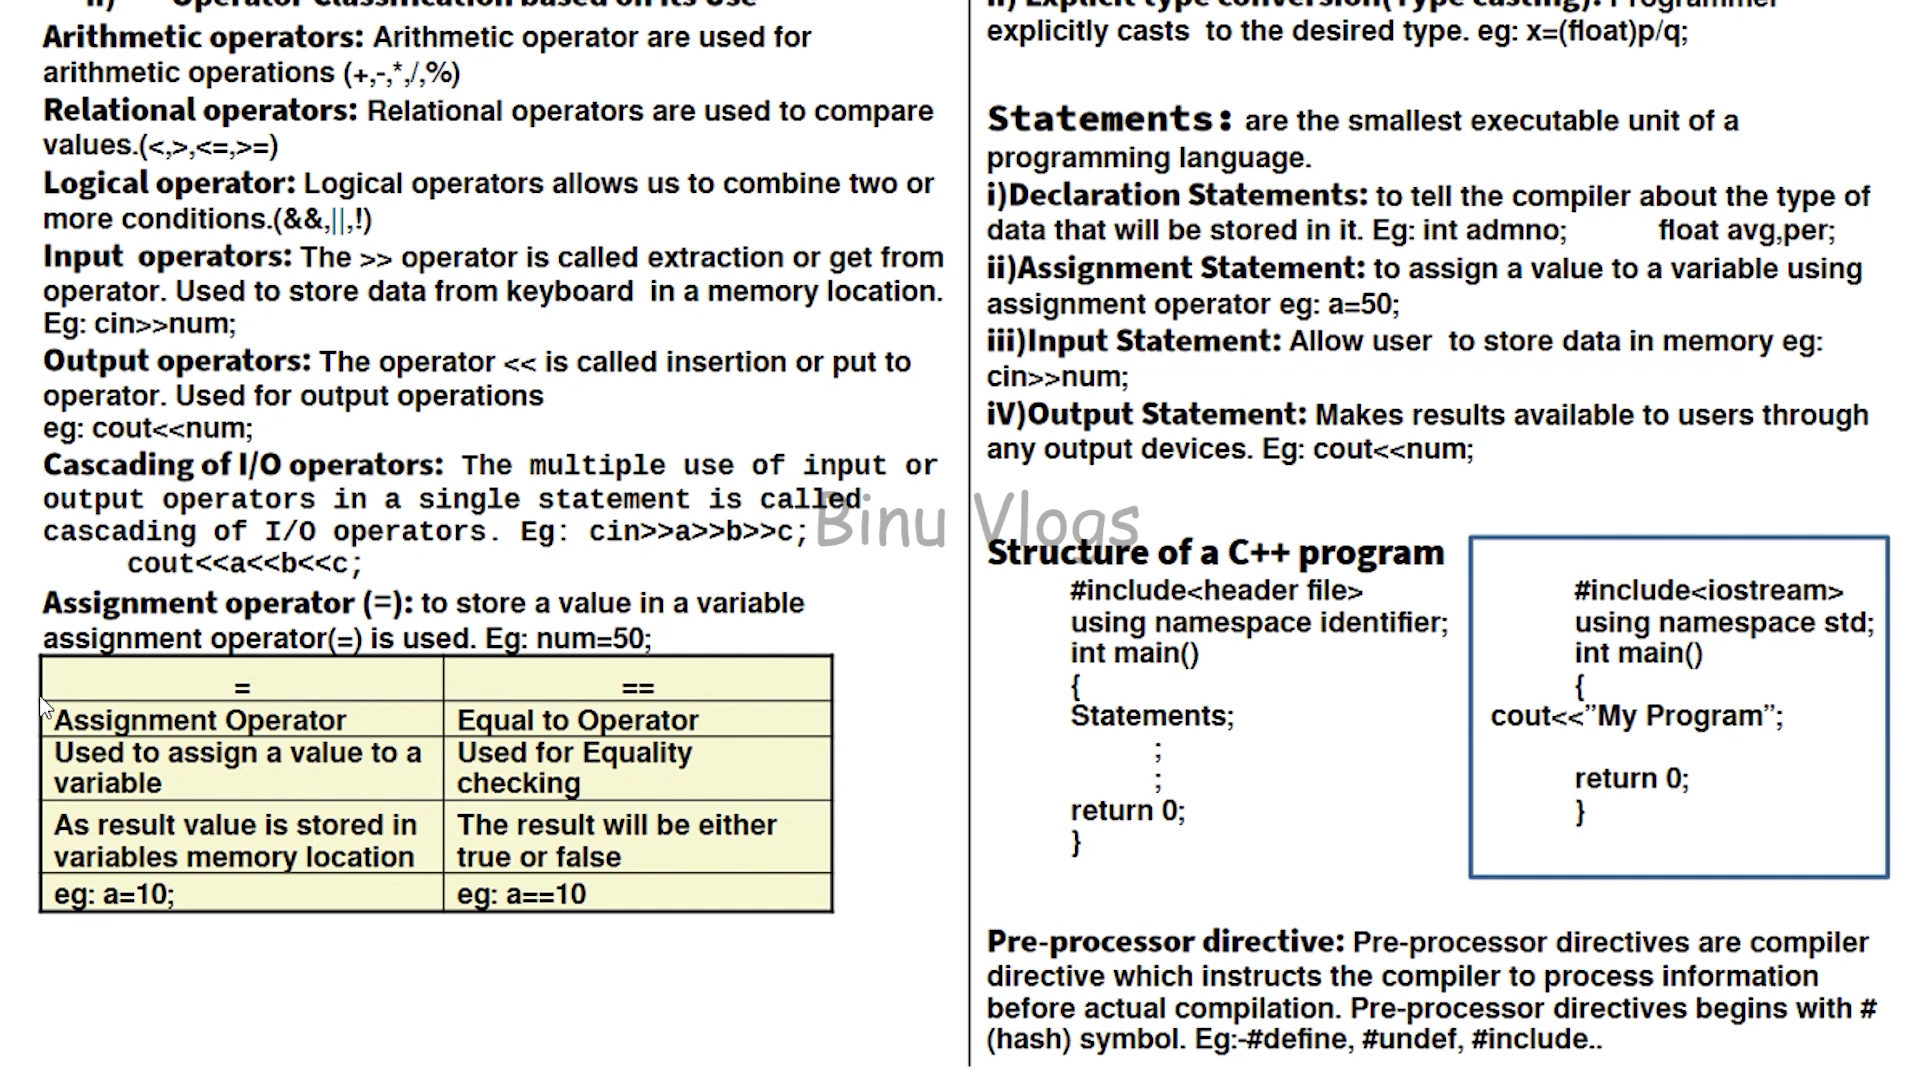 ii) Operator Classification based on its Use
Arithmetic operators: Arithmetic operator are used for
arithmetic operations (+,-,*,/,%)
Relational operators: Relational operators are used to compare
values.(<,>,<=,>=)
Logical operator: Logical operators allows us to combine two or
more conditions.(&&,||,!)
Input operators: The >> operator is called extraction or get from
operator. Used to store data from keyboard in a memory location.
Eg: cin>>num;
Output operators: The operator << is called insertion or put to
operator. Used for output operations
eg: cout<<num;
Cascading of I/O operators: The multiple use of input or
output operators in a single statement is called
cascading of I/O operators. Eg: cin>>a>>b>>c;
cout<<a<<b<<c;
Assignment operator (=): to store a value in a variable
assignment operator(=) is used. Eg: num=50;
= ==
Assignment Operator Equal to Operator
Used to assign a value to a Used for Equality
variable checking
As result value is stored in The result will be either
variables memory location true or false
eg: a=10; eg: a==10
ii) Explicit type conversion(Type casting): Programmer
explicitly casts to the desired type. eg: x=(float)p/q;
Statements: are the smallest executable unit of a
programming language.
i)Declaration Statements: to tell the compiler about the type of
data that will be stored in it. Eg: int admno; float avg,per;
ii)Assignment Statement: to assign a value to a variable using
assignment operator eg: a=50;
iii)Input Statement: Allow user to store data in memory eg:
cin>>num;
iV)Output Statement: Makes results available to users through
any output devices. Eg: cout<<num;
Binu Vlogs
Structure of a C++ program
#include<header file>
using namespace identifier;
int main()
{
Statements;
;
;
return 0;
}
#include<iostream>
using namespace std;
int main()
{
cout<<”My Program”;
return 0;
}
Pre-processor directive: Pre-processor directives are compiler
directive which instructs the compiler to process information
before actual compilation. Pre-processor directives begins with #
(hash) symbol. Eg:-#define, #undef, #include..